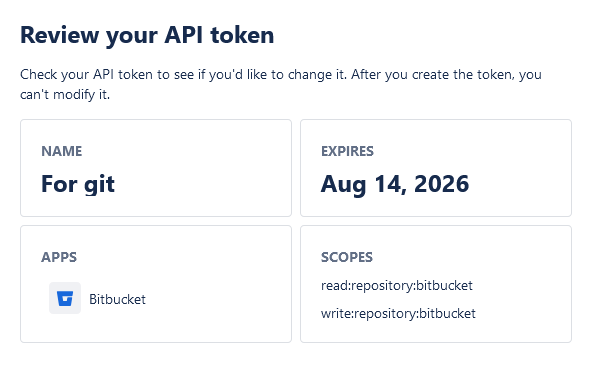 Review your API token
Check your API token to see if you'd like to change it. After you create the token, you
can't modify it.
NAME
For git
EXPIRES
Aug 14, 2026
APPS
Bitbucket
SCOPES
read:repository:bitbucket
write:repository:bitbucket